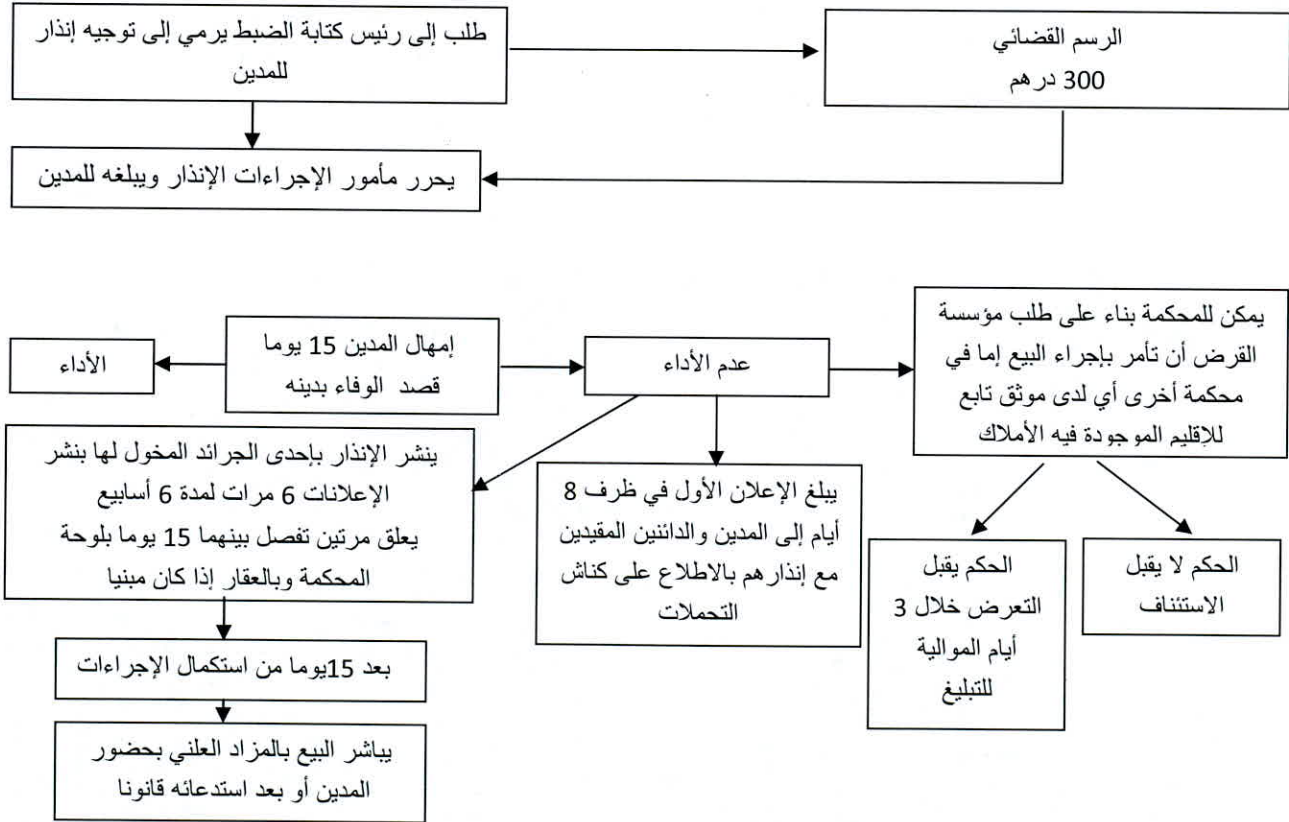 طلب إلى رئيس كتابة الضبط يرمي إلى توجيه إنذار
للمدين
الرسم القضائي
300 درهم
يحرر مأمور الإجراءات الإنذار ويبلغه للمدين
يمكن للمحكمة بناء على طلب مؤسسة
القرض أن تأمر بإجراء البيع إما في
محكمة أخرى أي لدى موثق تابع
للإقليم الموجودة فيه الأملاك
عدم الأداء
إمهال المدين 15 يوما
قصد الوفاء بدينه
الأداء
الحكم لا يقبل
الاستئناف
الحكم يقبل
التعرض خلال 3
أيام الموالية
للتبليغ
يبلغ الإعلان الأول في ظرف 8
أيام إلى المدين والدائنين المقيدين
مع إنذارهم بالاطلاع على كناش
التحملات
ينشر الإنذار بإحدى الجرائد المخول لها بنشر
الإعلانات 6 مرات لمدة 6 أسابيع
يعلق مرتين تفصل بينهما 15 يوما بلوحة
المحكمة وبالعقار إذا كان مبنيا
بعد 15يوما من استكمال الإجراءات
يباشر البيع بالمزاد العلني بحضور
المدين أو بعد استدعائه قانونا